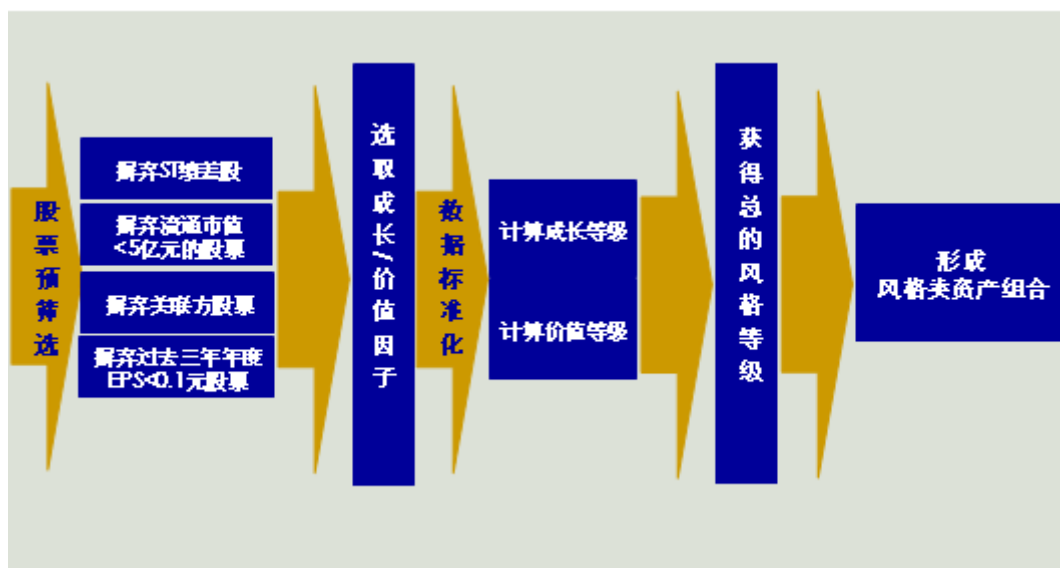 股票预筛选
摒弃ST绩差股
摒弃流通市值
<5亿元的股票
摒弃关联方股票
摒弃过去三年年度
EPS<0.1元股票
选取成长/价值因子
数据标准化
计算成长等级
计算价值等级
获得总的风格等级
形成
风格类资产组合